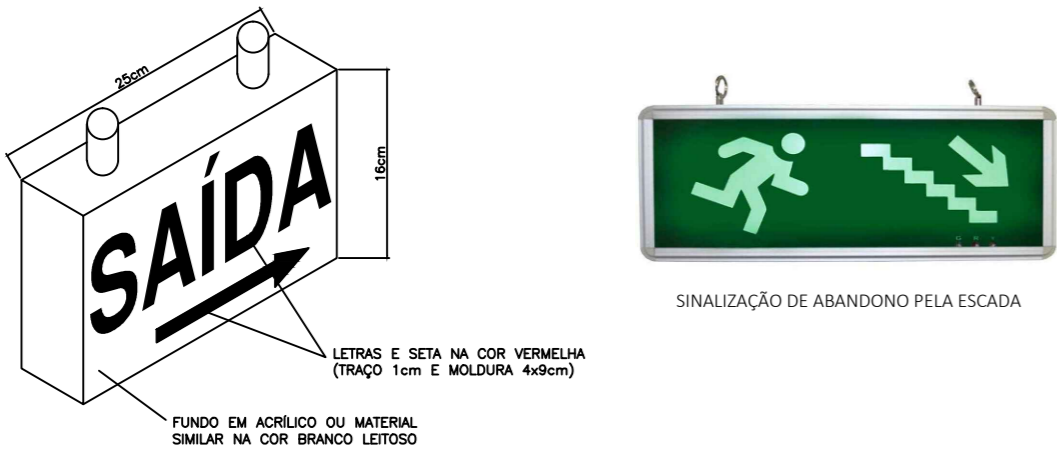 25cm
16cm
SAÍDA
LETRAS E SETA NA COR VERMELHA
(TRAÇO 1cm E MOLDURA 4x9cm)
FUNDO EM ACRÍLICO OU MATERIAL
SIMILAR NA COR BRANCO LEITOSO
SINALIZAÇÃO DE ABANDONO PELA ESCADA